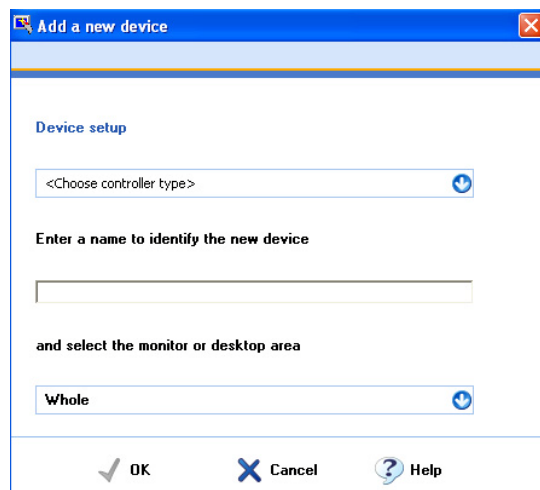 Add a new device
Device setup
<Choose controller type>
Enter a name to identify the new device
and select the monitor or desktop area
Whole
OK Cancel Help